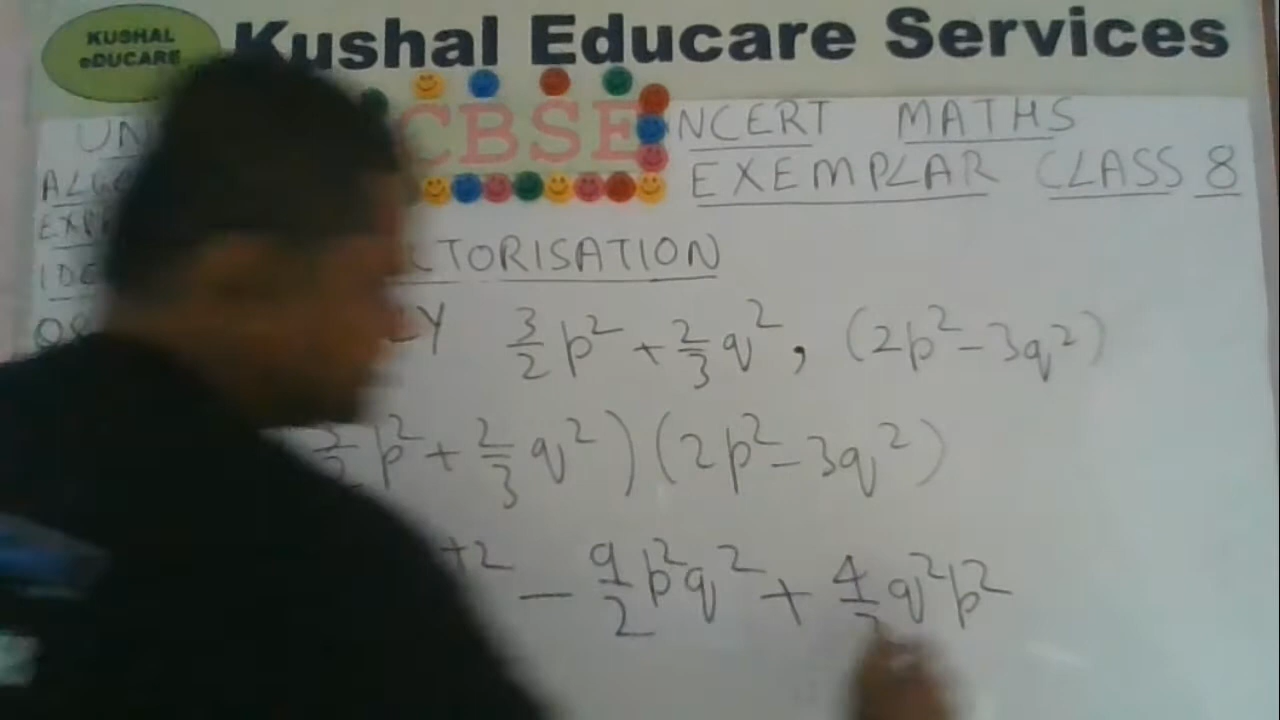 KUSHAL eDUCARE
Kushal Educare Services
CBSE
NCERT MATHS
EXEMPLAR CLASS 8
CTORISATION
LY 3/2 p² + 2/3 q², (2p² - 3q²)
3/2 p² + 2/3 q²) (2p² - 3q²)
+2 - 9/2 p²q² + 4/3 q²p²